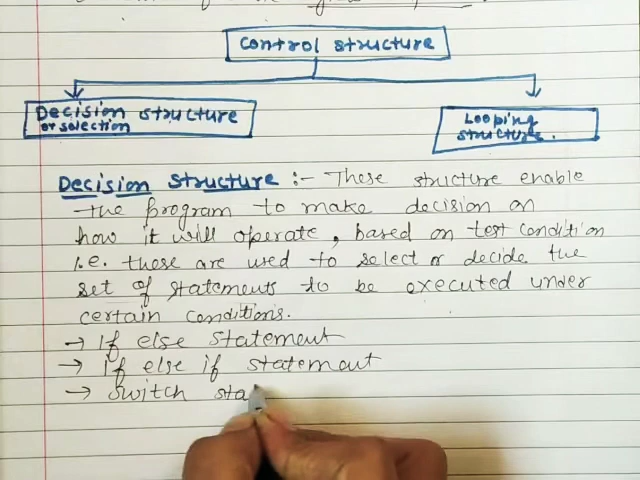 Control structure
Decision structure
or selection
Looping
structure.
Decision structure :- These structure enable
the program to make decision on
how it will operate, based on test condition
i.e. these are used to select or decide the
set of statements to be executed under
certain conditions.
→ If else statement
→ if else if statement
→ switch sta